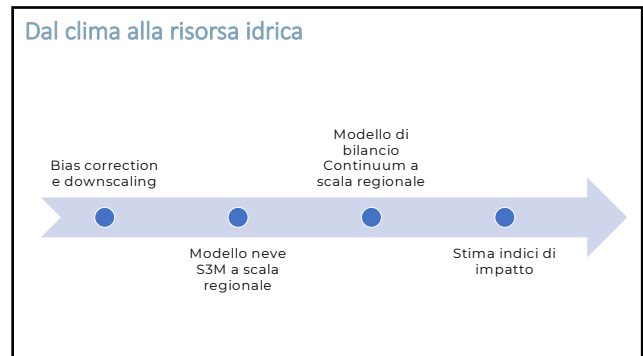 Dal clima alla risorsa idrica
Bias correction
e downscaling
Modello neve
S3M a scala
regionale
Modello di
bilancio
Continuum a
scala regionale
Stima indici di
impatto